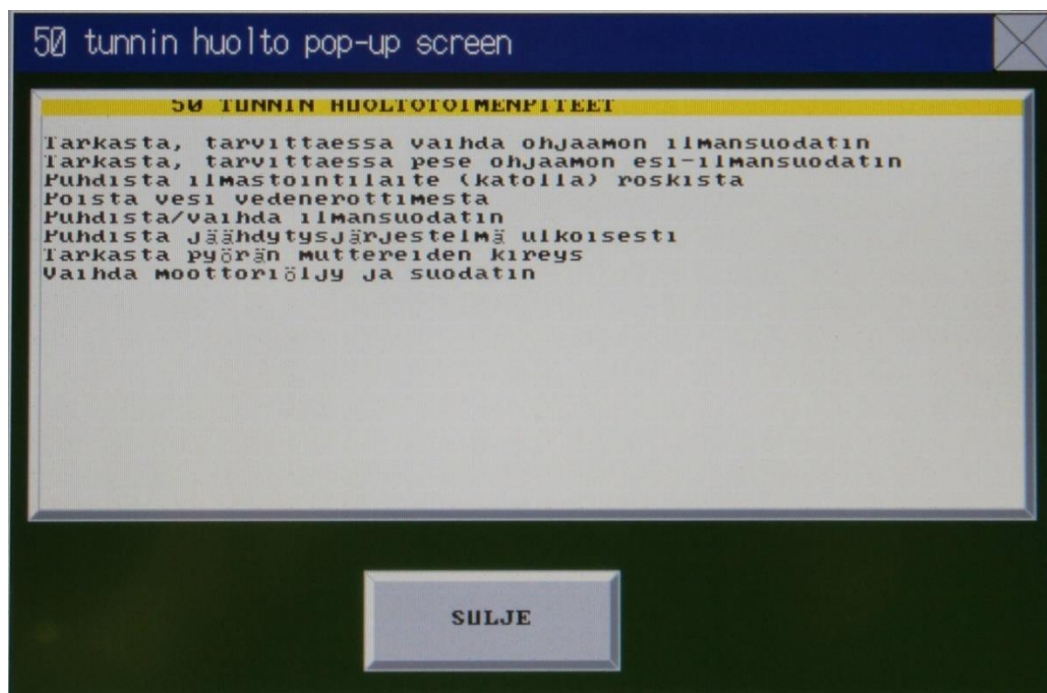 50 tunnin huolto pop-up screen
50 TUNNIN HUOLTOTOIMENPITEET
Tarkasta, tarvittaessa vaihda ohjaamon ilmansuodatin
Tarkasta, tarvittaessa pese ohjaamon esi-ilmansuodatin
Puhdista ilmastointilaite (katolla) roskista
Poista vesi vedenerottimesta
Puhdista/vaihda ilmansuodatin
Puhdista jäähdytysjärjestelmä ulkoisesti
Tarkasta pyörän muttereiden kireys
Vaihda moottoriöljy ja suodatin
SULJE